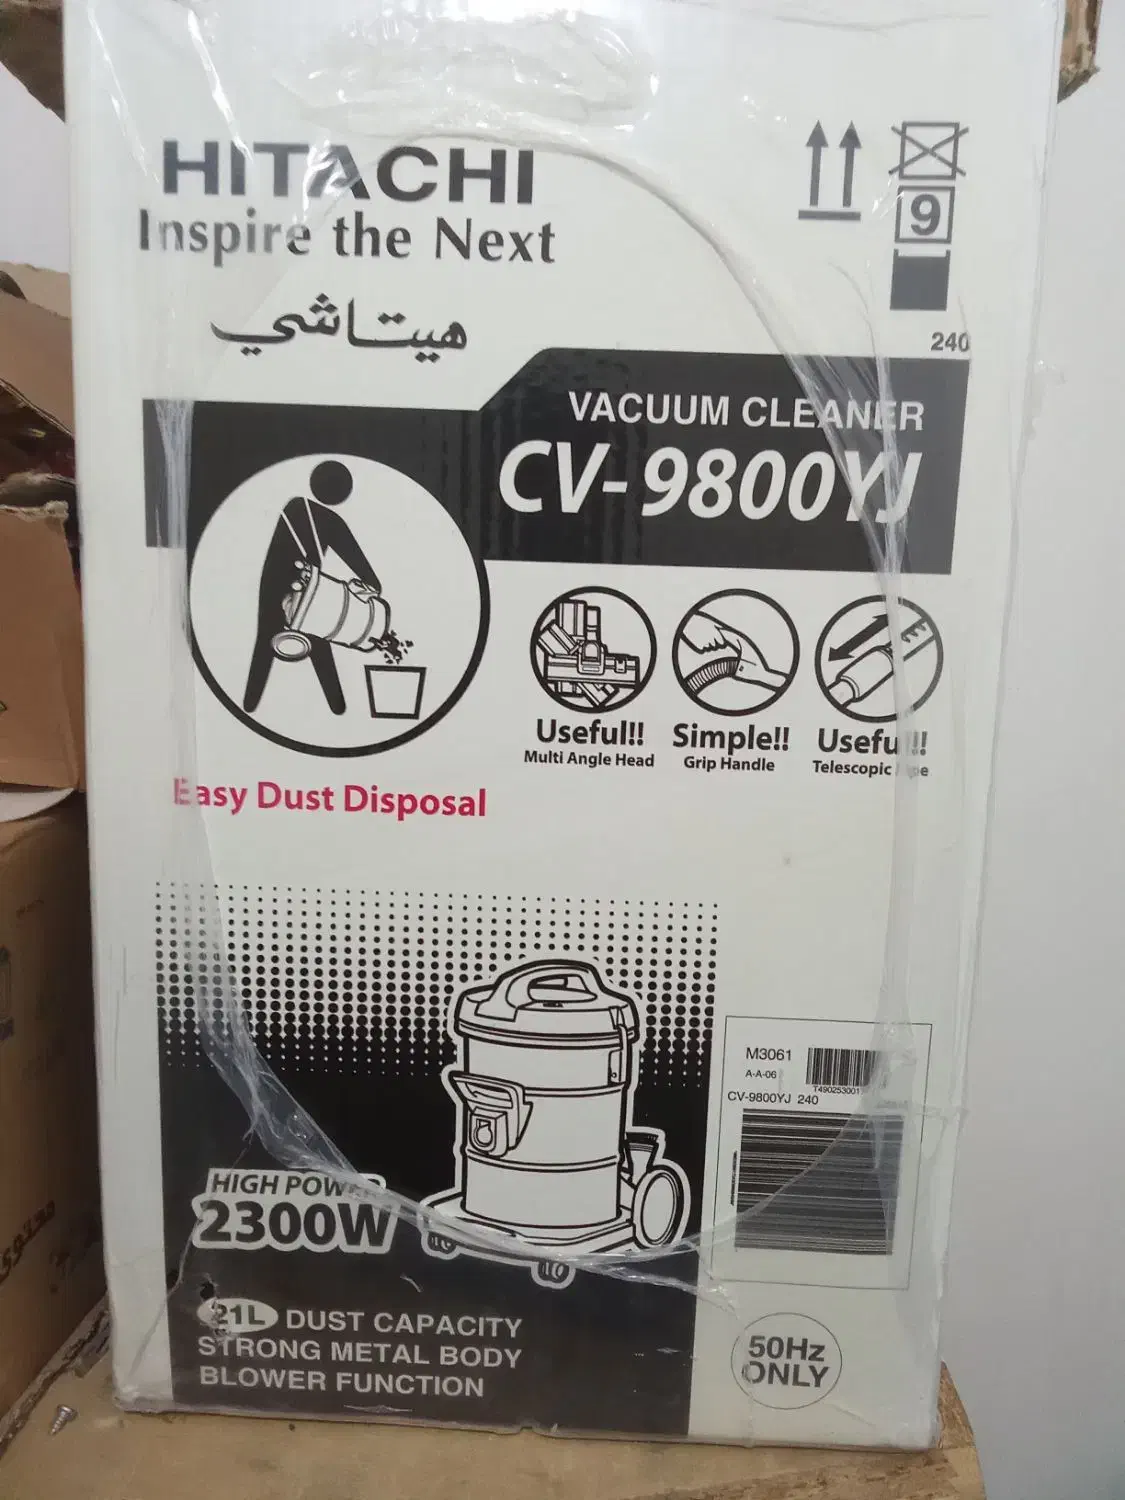 HITACHI
Inspire the Next
هيتاشي
9
240
VACUUM CLEANER
CV-9800YJ
Useful!!
Multi Angle Head
Simple!!
Grip Handle
Useful!!
Telescopic
Easy Dust Disposal
M3061
A-A-06
CV-9800YJ 240
HIGH POWER
2300W
21L DUST CAPACITY
STRONG METAL BODY
BLOWER FUNCTION
50Hz
ONLY